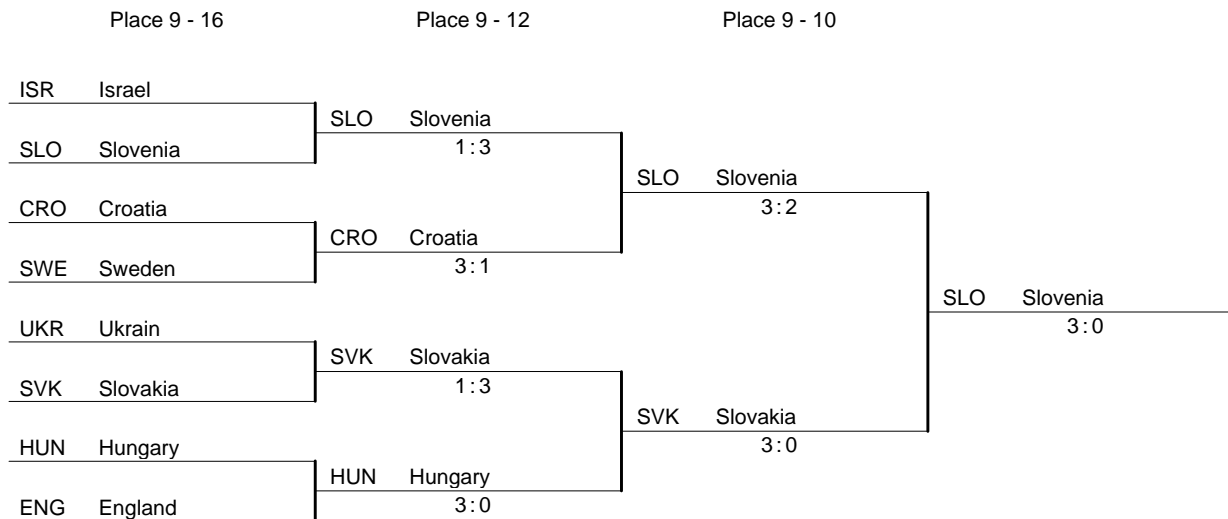 Place 9 - 16 Place 9 - 12 Place 9 - 10
ISR Israel
SLO Slovenia
1 : 3
SLO Slovenia
SLO Slovenia
3 : 2
CRO Croatia
CRO Croatia
3 : 1
SWE Sweden
SLO Slovenia
3 : 0
UKR Ukrain
SVK Slovakia
1 : 3
SVK Slovakia
SVK Slovakia
3 : 0
HUN Hungary
HUN Hungary
3 : 0
ENG England